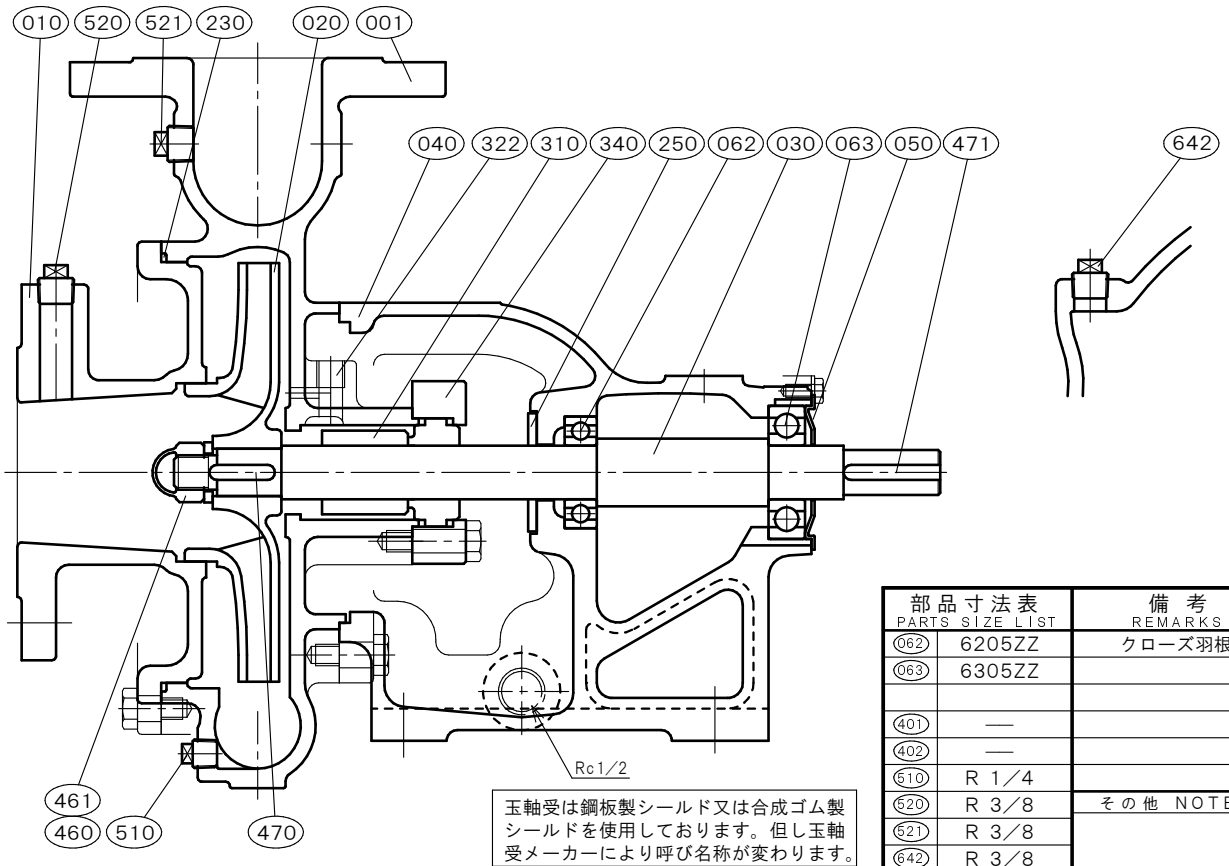 010 520 521 230 020 001
040 322 310 340 250 062 030 063 050 471 642
Rc1/2
461
460 510 470
玉軸受は鋼板製シールド又は合成ゴム製
シールドを使用しております。但し玉軸
受メーカーにより呼び名称が変わります。
部品寸法表 備考
PARTS SIZE LIST REMARKS
062 6205ZZ クローズ羽根
063 6305ZZ
401 —
402 —
510 R 1/4
520 R 3/8 その他 NOTE
521 R 3/8
642 R 3/8